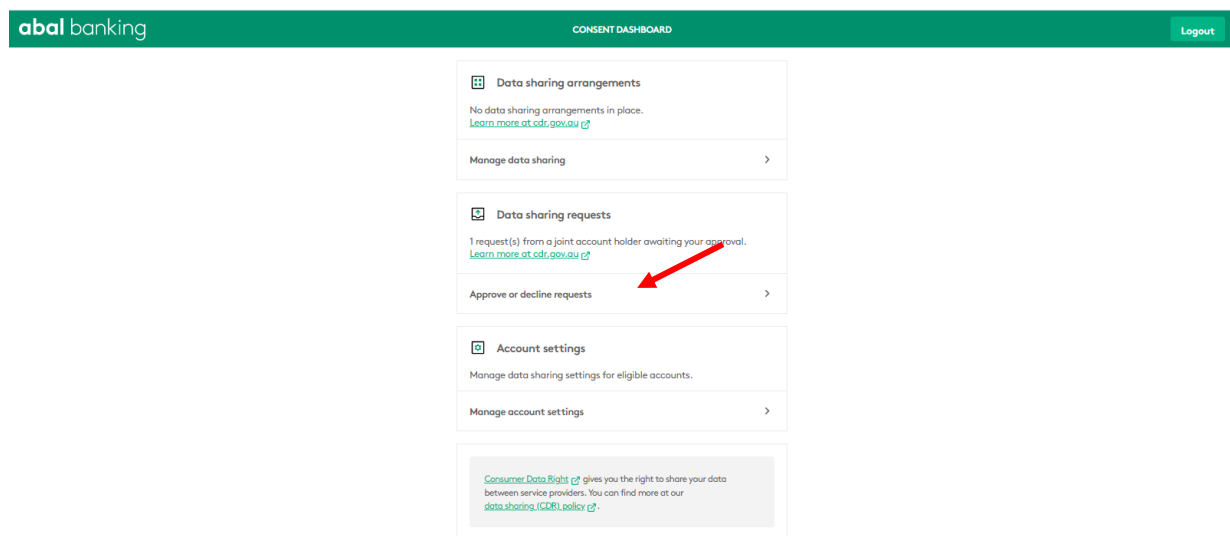 abal banking
CONSENT DASHBOARD
Logout
Data sharing arrangements
No data sharing arrangements in place.
Learn more at cdr.gov.au
Manage data sharing
Data sharing requests
1 request(s) from a joint account holder awaiting your approval.
Learn more at cdr.gov.au
Approve or decline requests
Account settings
Manage data sharing settings for eligible accounts.
Manage account settings
Consumer Data Right gives you the right to share your data
between service providers. You can find more at our
data sharing (CDR) policy.